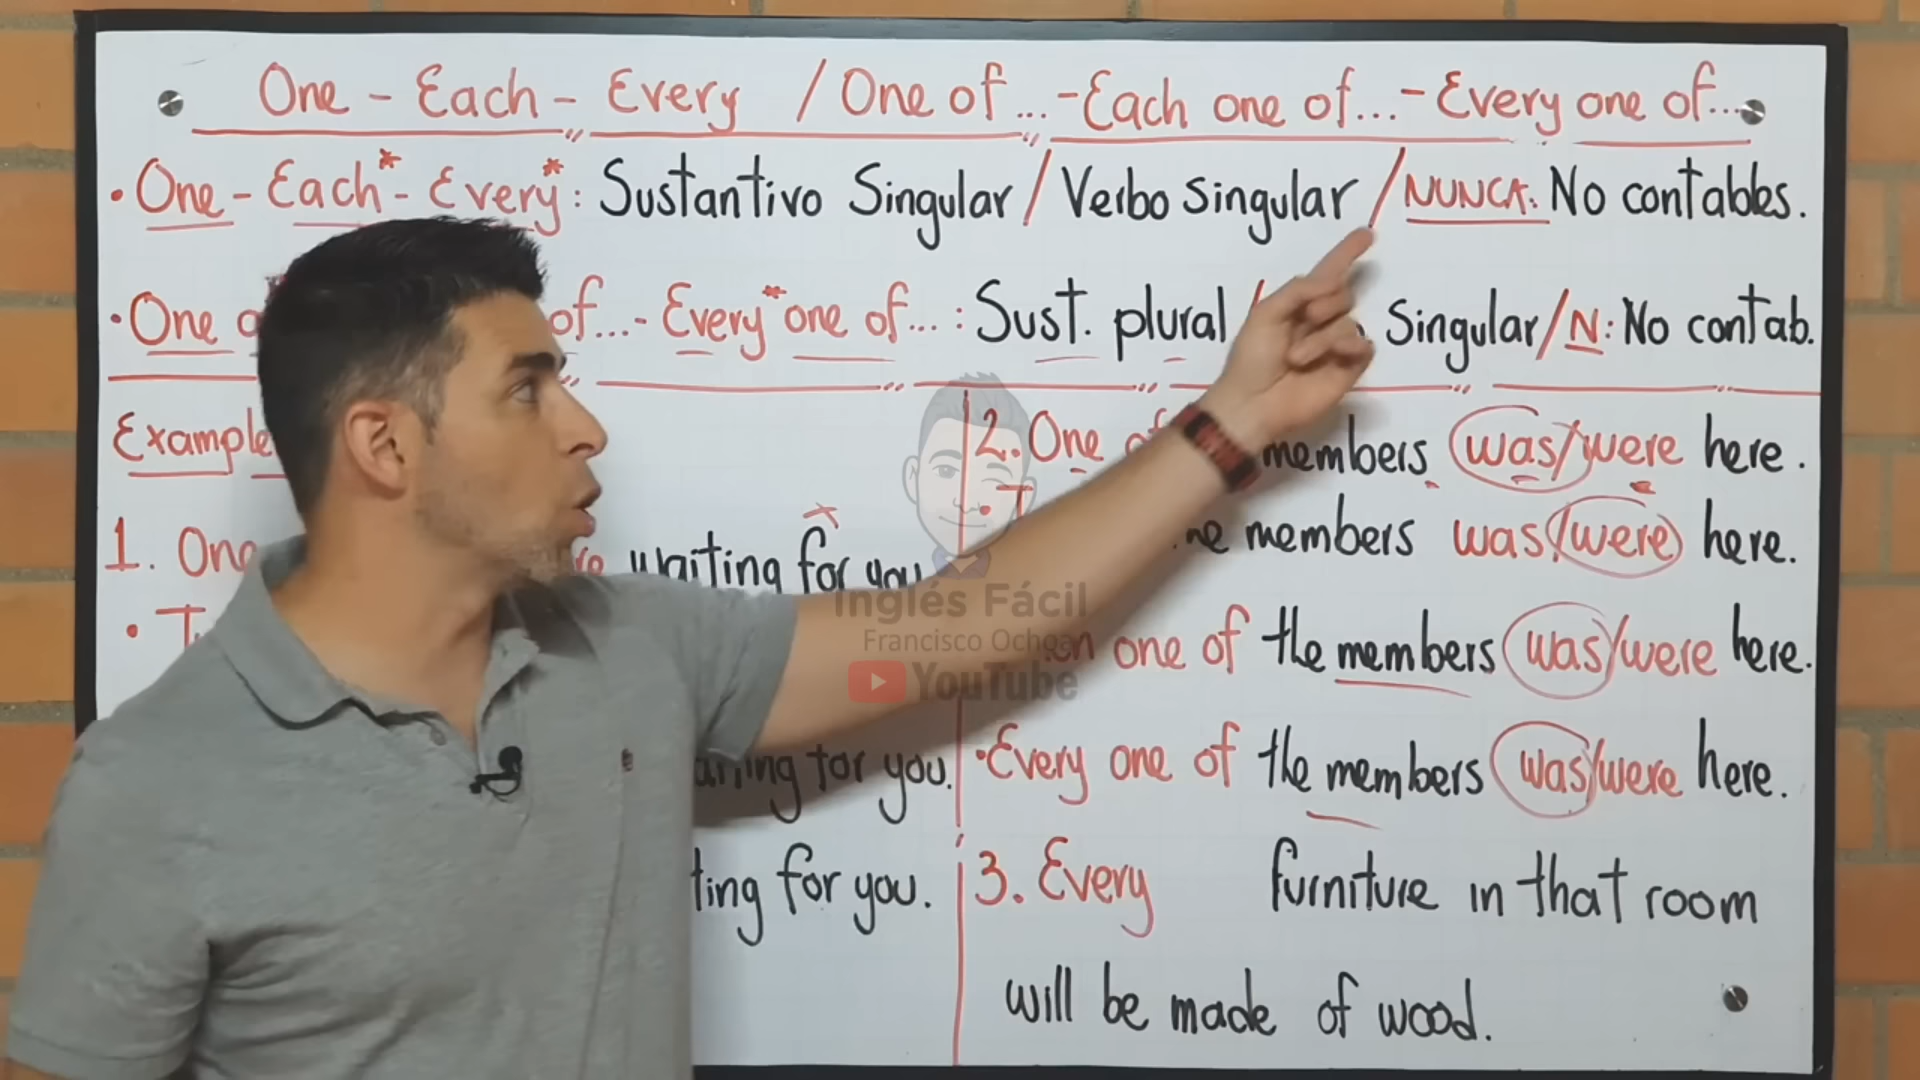 One - Each - Every / One of ... - Each one of... - Every one of...
• One - Each* - Every* : Sustantivo Singular / Verbo Singular / NUNCA: No contables.
• One of... - Every* one of... : Sust. plural / Singular / N: No contab.
Example
1. One waiting for you
waiting for you.
ting for you.
2. One of members was/were here.
members was/were here.
one of the members was/were here.
• Every one of the members was/were here.
3. Every furniture in that room
will be made of wood.
Inglés Fácil
Francisco Ochoa
YouTube